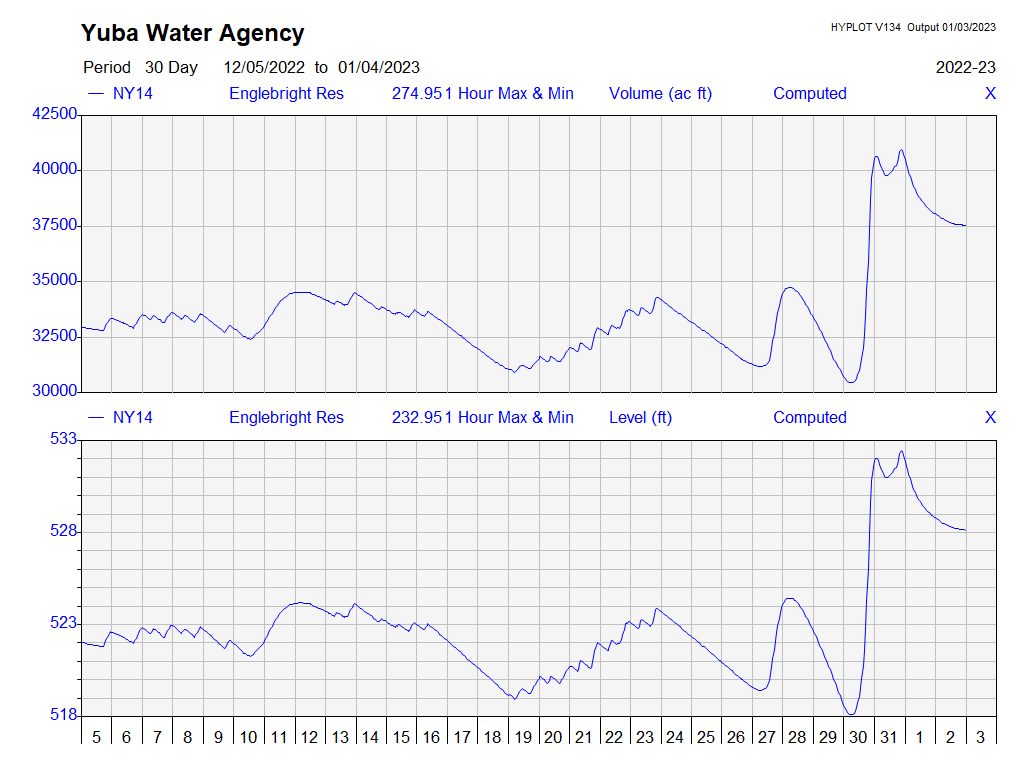 Yuba Water Agency
HYPLOT V134 Output 01/03/2023
Period 30 Day 12/05/2022 to 01/04/2023
2022-23
NY14 Englebright Res 274.951 Hour Max & Min Volume (ac ft) Computed X
42500
40000
37500
35000
32500
30000
NY14 Englebright Res 232.951 Hour Max & Min Level (ft) Computed X
533
528
523
518
5 6 7 8 9 10 11 12 13 14 15 16 17 18 19 20 21 22 23 24 25 26 27 28 29 30 31 1 2 3